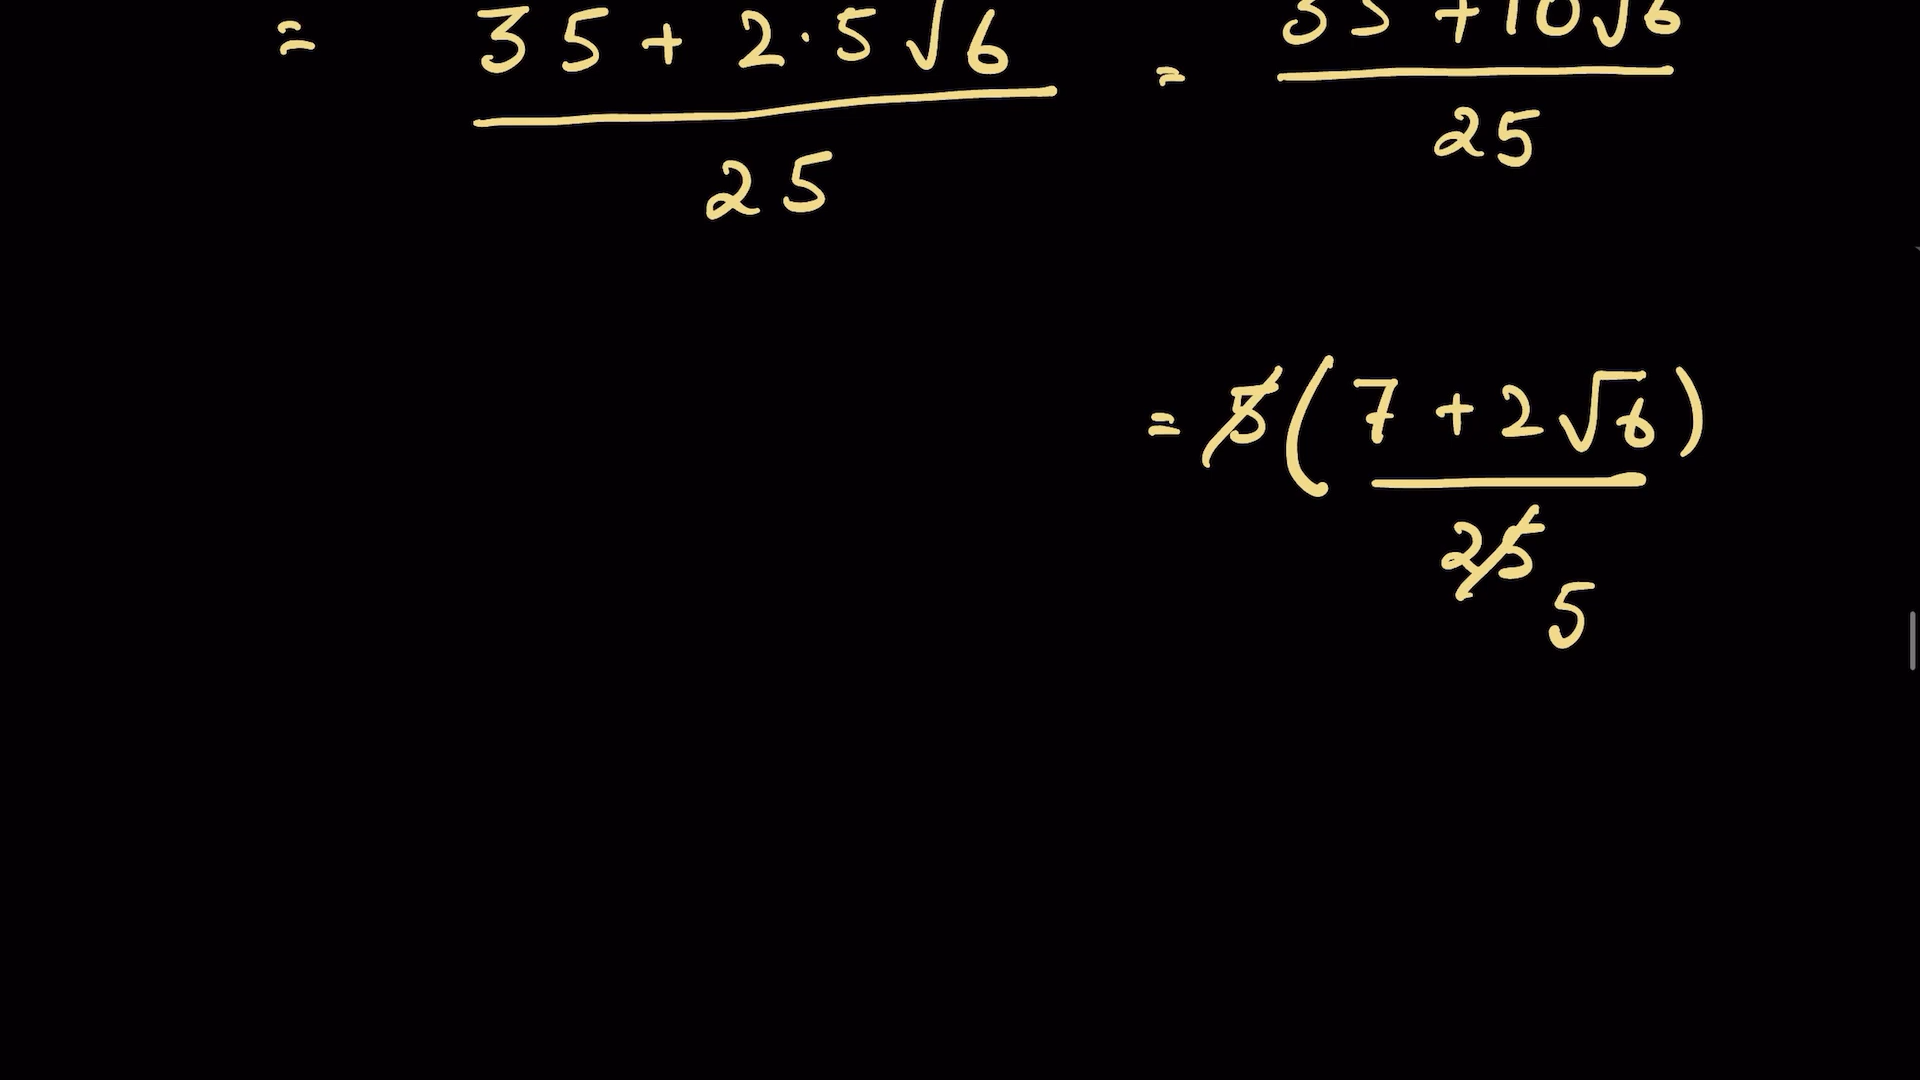 = 35 + 2·5√6 / 25 = 35 + 10√6 / 25
= 5(7 + 2√6) / 25 5